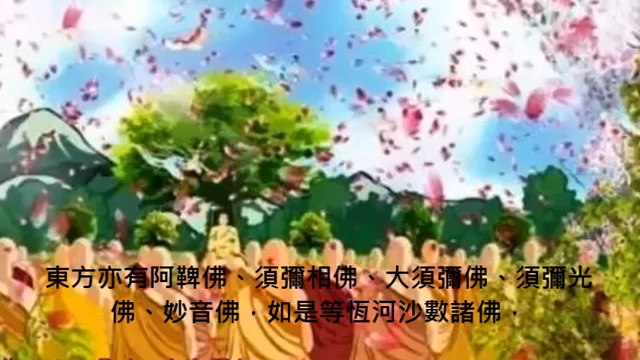 東方亦有阿鞞佛、須彌相佛、大須彌佛、須彌光
佛、妙音佛．如是等恆河沙數諸佛．